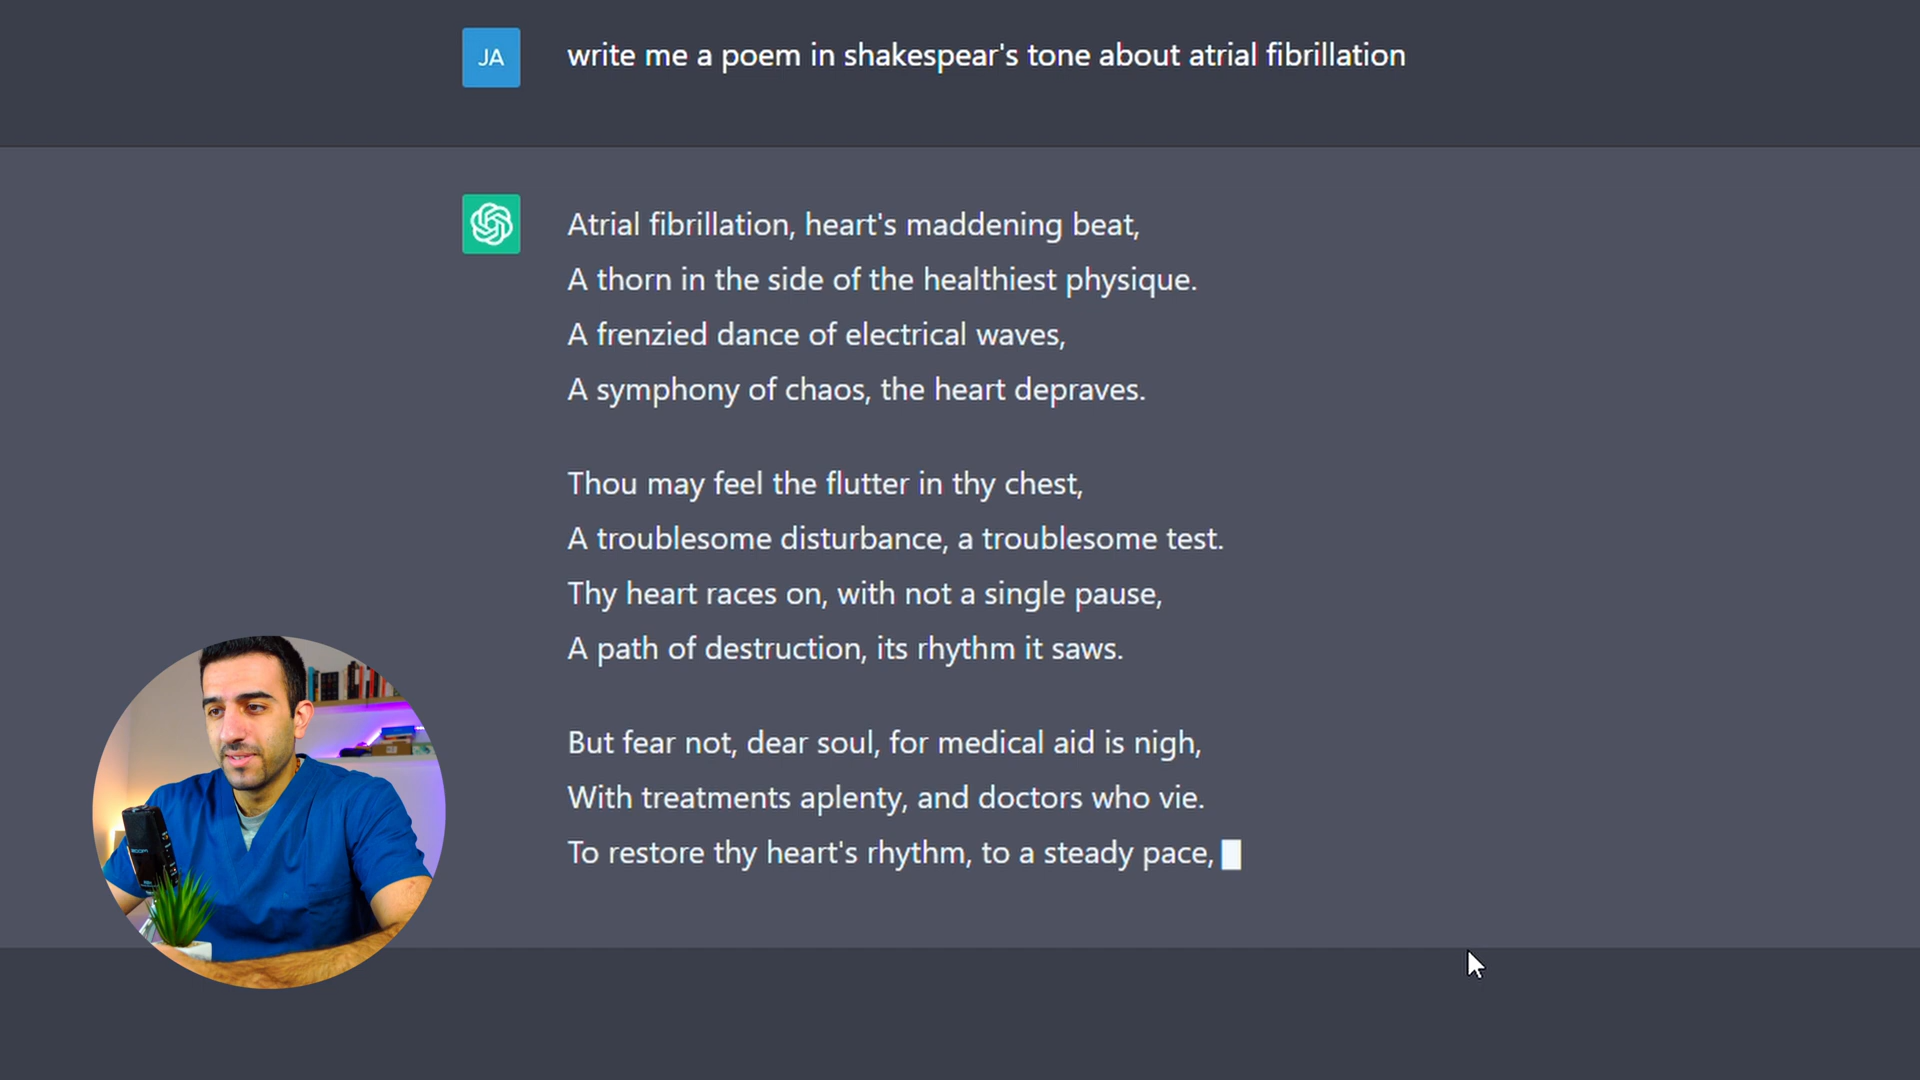 JA
write me a poem in shakespear's tone about atrial fibrillation
Atrial fibrillation, heart's maddening beat,
A thorn in the side of the healthiest physique.
A frenzied dance of electrical waves,
A symphony of chaos, the heart depraves.
Thou may feel the flutter in thy chest,
A troublesome disturbance, a troublesome test.
Thy heart races on, with not a single pause,
A path of destruction, its rhythm it saws.
But fear not, dear soul, for medical aid is nigh,
With treatments aplenty, and doctors who vie.
To restore thy heart's rhythm, to a steady pace,
zoom